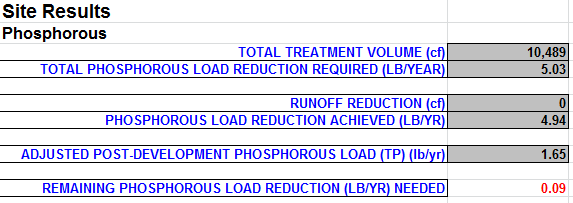 Site Results
Phosphorous
TOTAL TREATMENT VOLUME (cf) 10,489
TOTAL PHOSPHOROUS LOAD REDUCTION REQUIRED (LB/YEAR) 5.03
RUNOFF REDUCTION (cf) 0
PHOSPHOROUS LOAD REDUCTION ACHIEVED (LB/YR) 4.94
ADJUSTED POST-DEVELOPMENT PHOSPHOROUS LOAD (TP) (lb/yr) 1.65
REMAINING PHOSPHOROUS LOAD REDUCTION (LB/YR) NEEDED 0.09